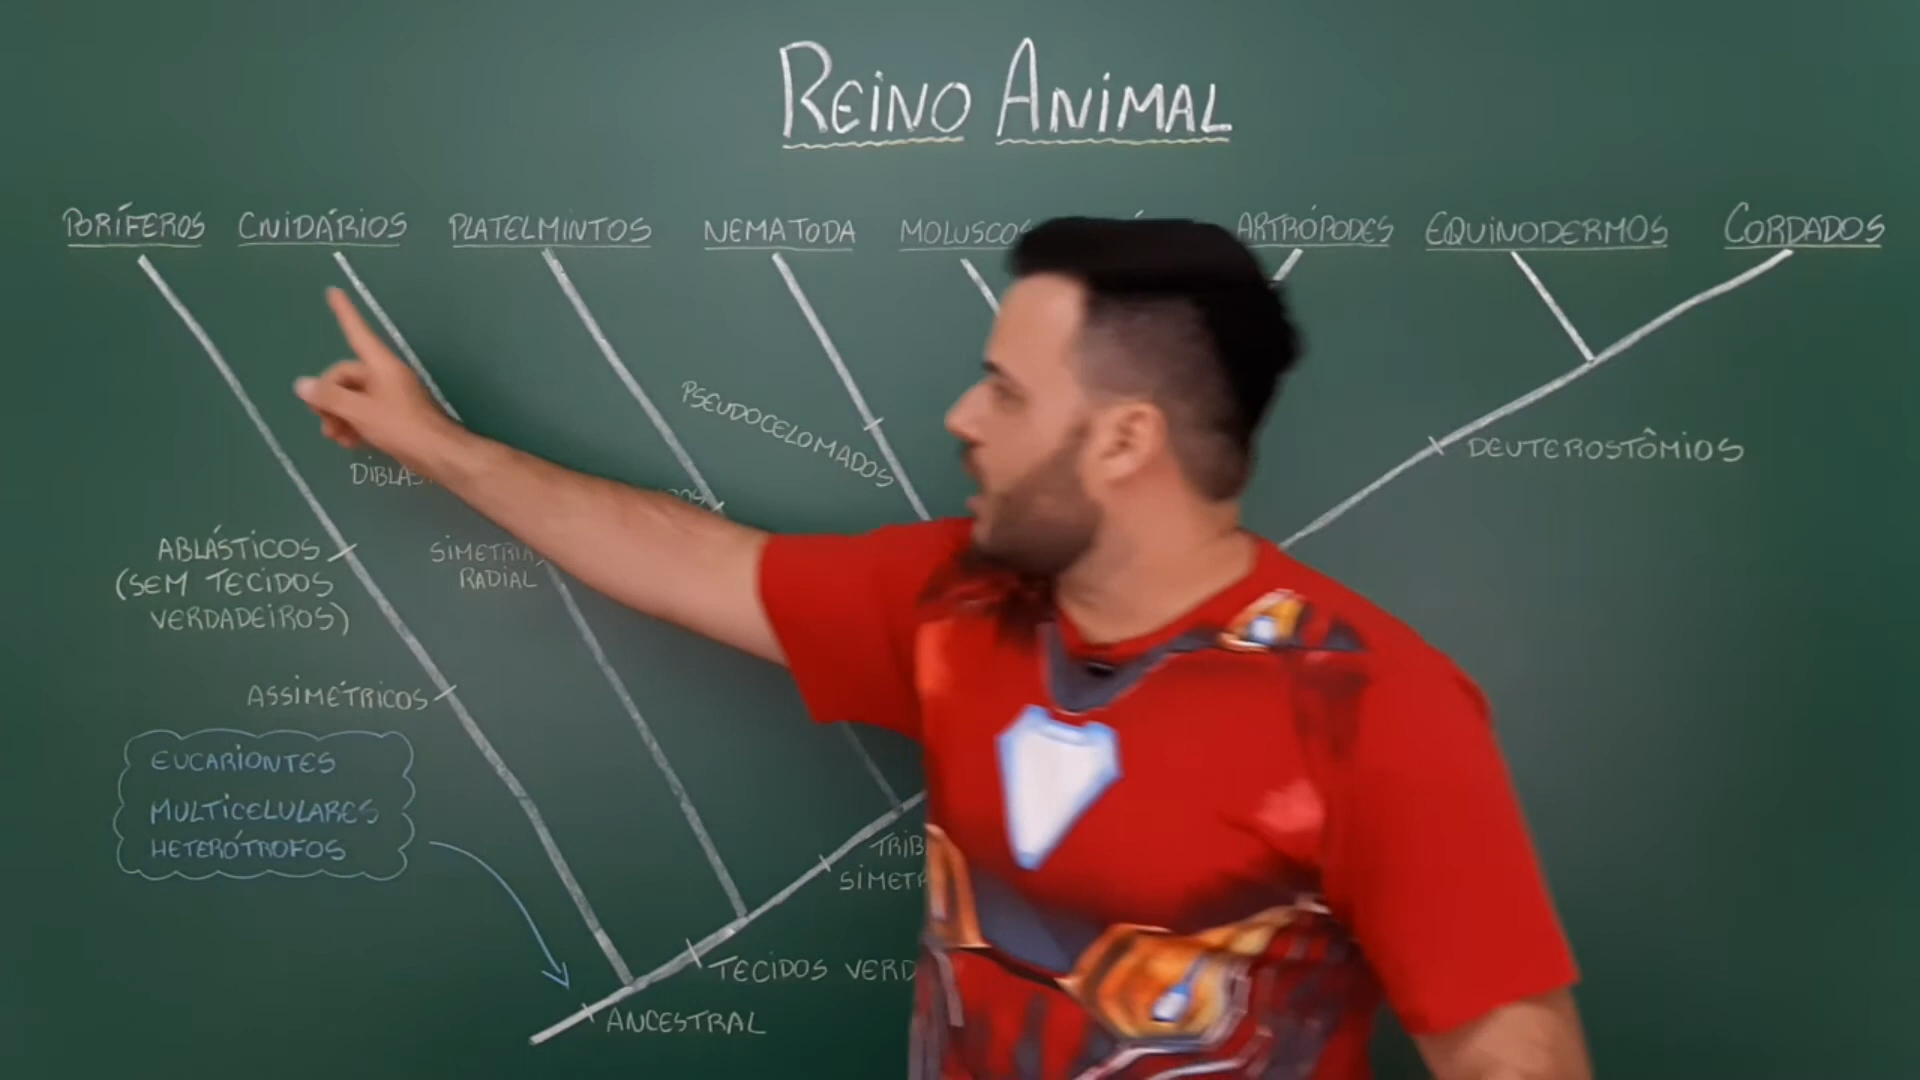 REINO ANIMAL
PORÍFEROS CNIDÁRIOS PLATELMINTOS NEMATODA MOLUSCOS ARTRÓPODES EQUINODERMOS CORDADOS
PSEUDOCELOMADOS
DEUTEROSTÔMIOS
ABLÁSTICOS
(SEM TECIDOS
VERDADEIROS)
SIMETRIA
RADIAL
ASSIMÉTRICOS
EUCARIONTES
MULTICELULARES
HETERÓTROFOS
TECIDOS
ANCESTRAL